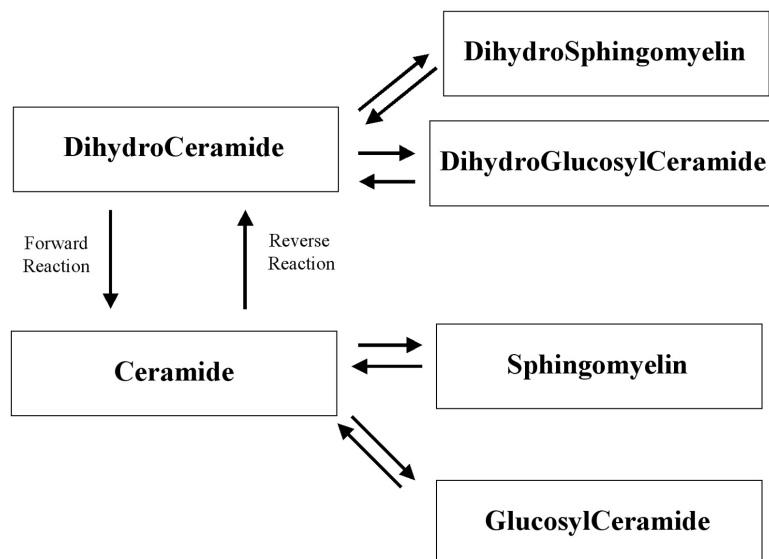 DihydroSphingomyelin
DihydroCeramide
DihydroGlucosylCeramide
Forward
Reaction
Reverse
Reaction
Ceramide
Sphingomyelin
GlucosylCeramide